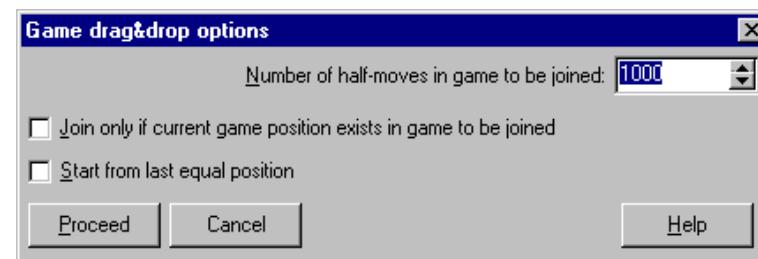 Game drag&drop options
Number of half-moves in game to be joined: 1000
Join only if current game position exists in game to be joined
Start from last equal position
Proceed Cancel Help